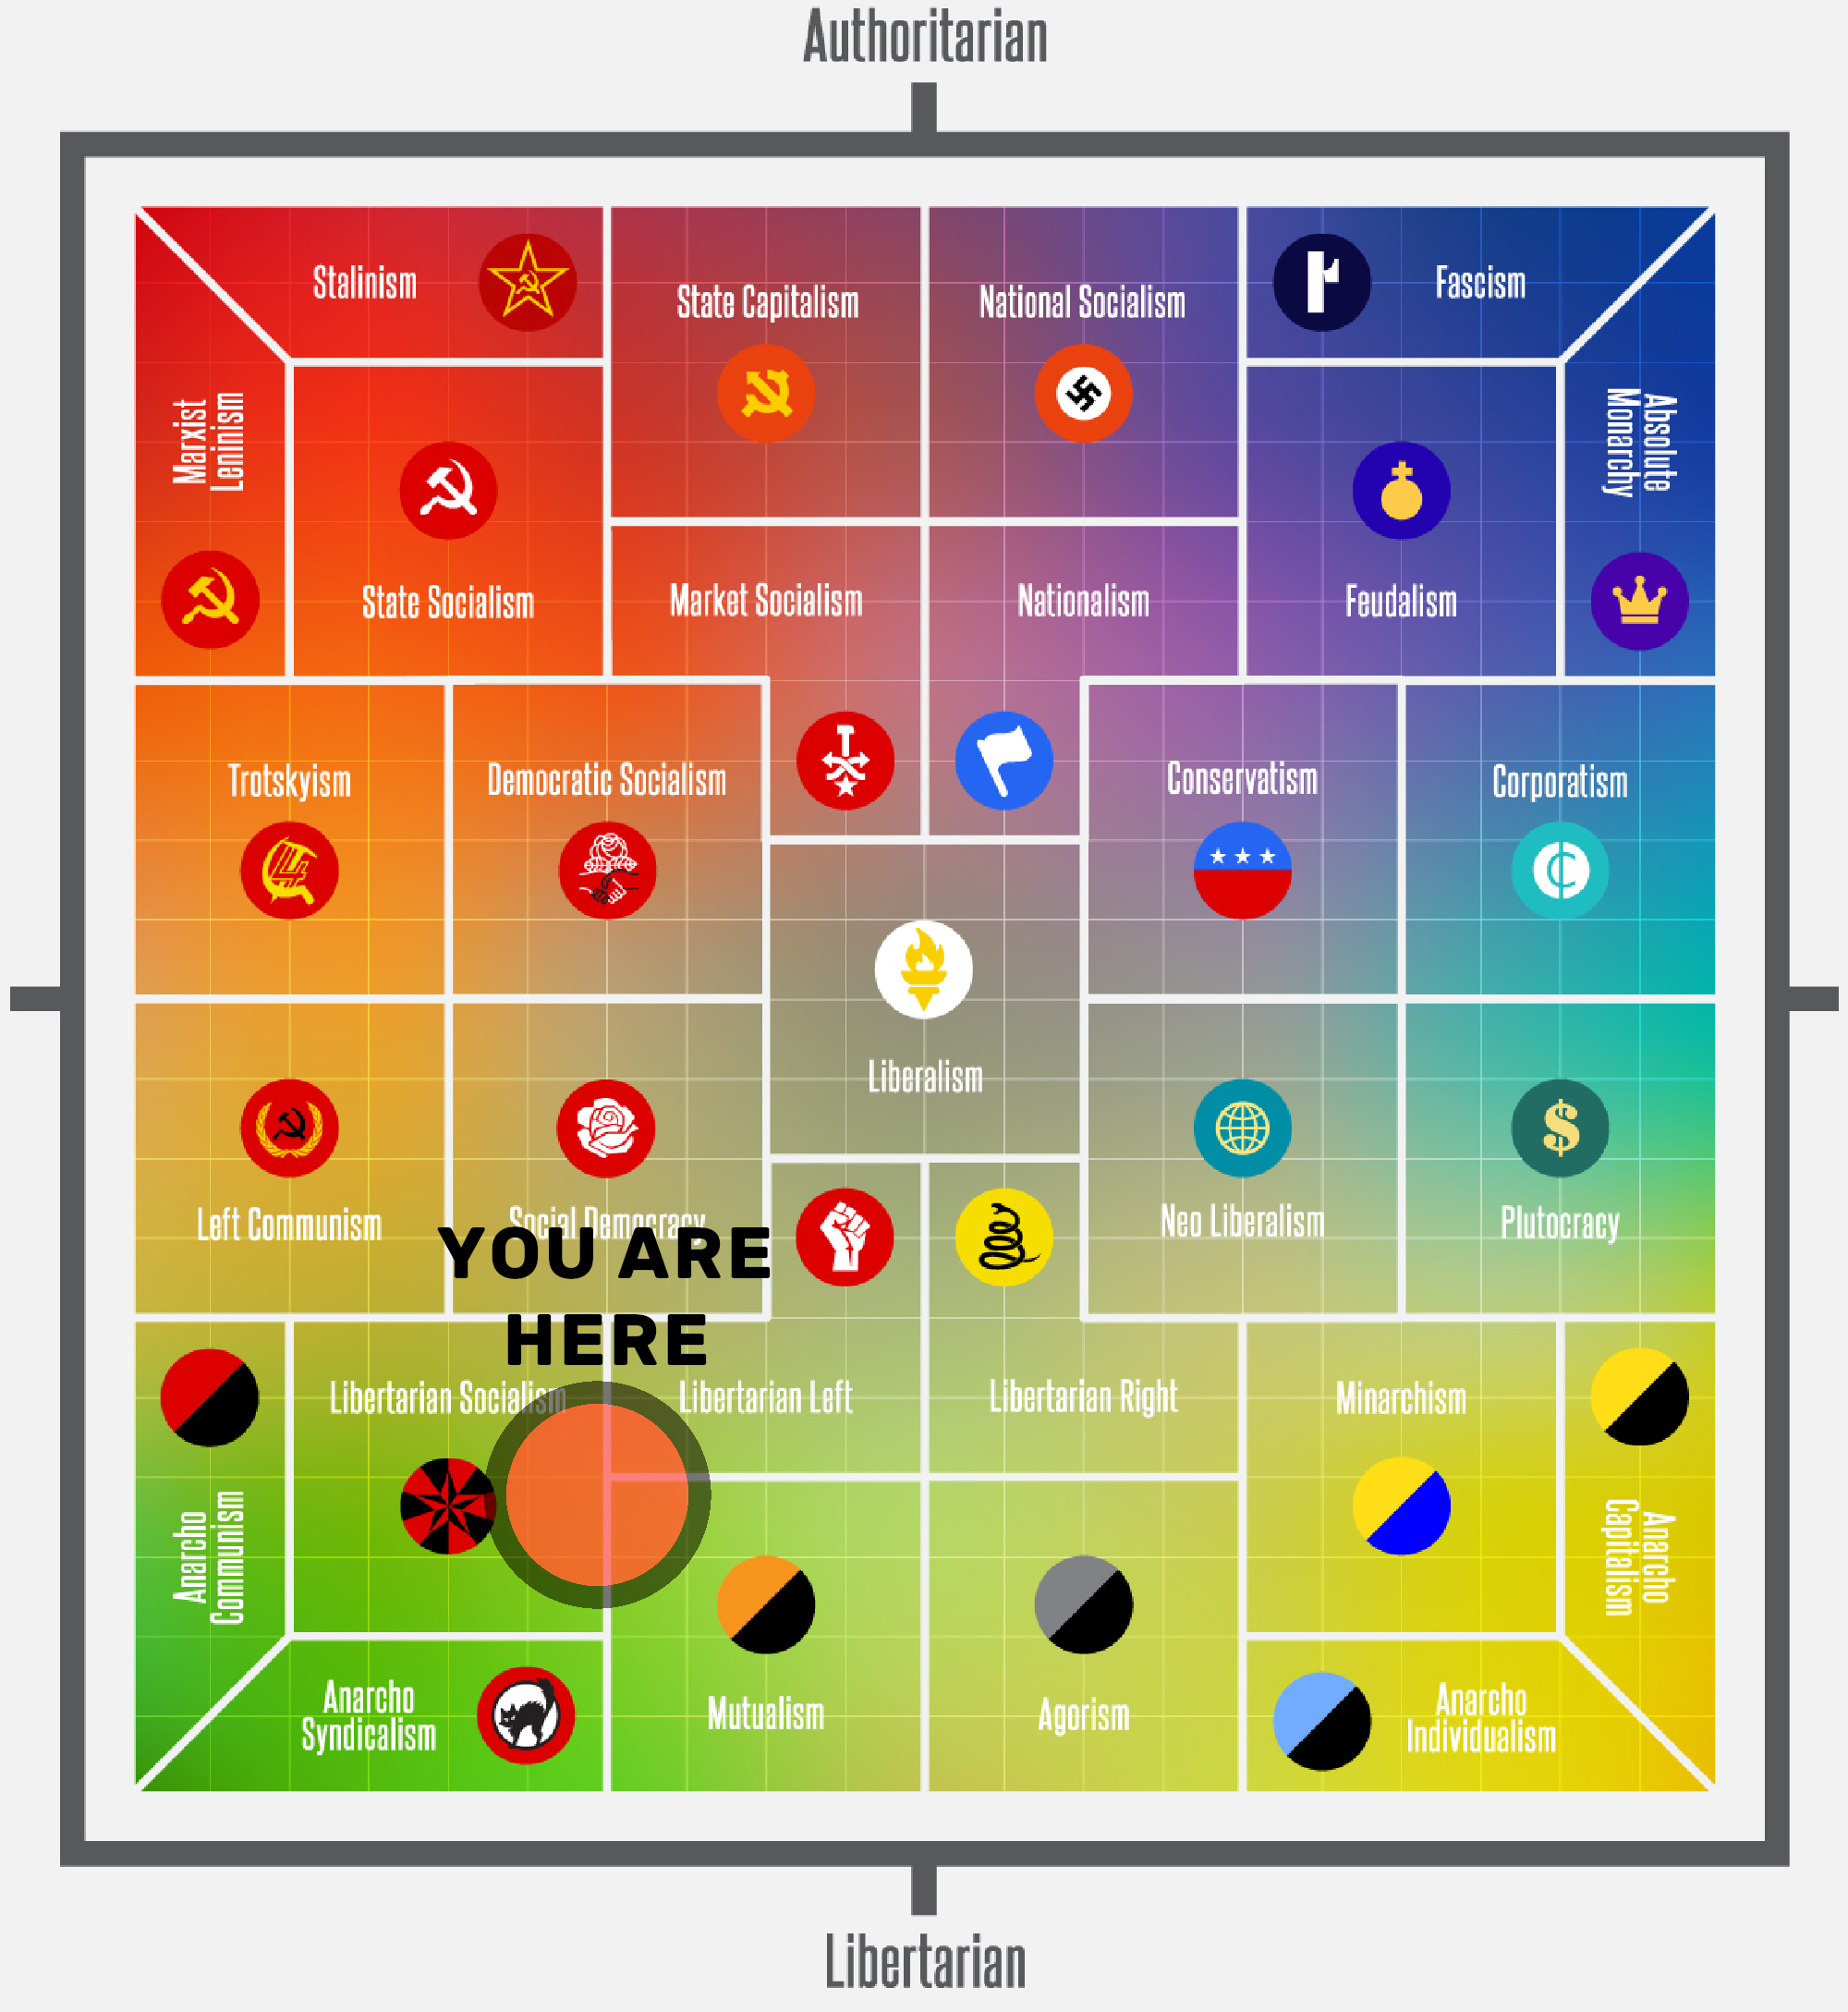 Authoritarian
Stalinism
Fascism
State Capitalism
National Socialism
Marxist
Leninism
Absolute
Monarchy
State Socialism
Market Socialism
Nationalism
Feudalism
Trotskyism
Democratic Socialism
Conservatism
Corporatism
Liberalism
Left Communism
Social Democracy
Neo Liberalism
Plutocracy
YOU ARE
HERE
Libertarian Socialism
Libertarian Left
Libertarian Right
Minarchism
Anarcho
Communism
Anarcho
Capitalism
Anarcho
Syndicalism
Mutualism
Agorism
Anarcho
Individualism
Libertarian